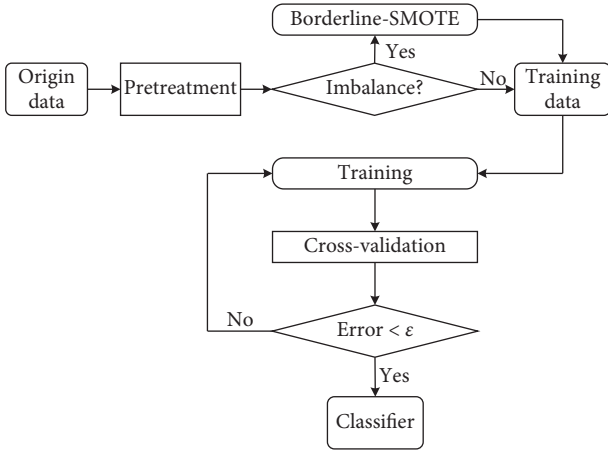 Borderline-SMOTE
Yes
Origin
data
Pretreatment
Imbalance?
No
Training
data
Training
Cross-validation
No
Error < ε
Yes
Classifier